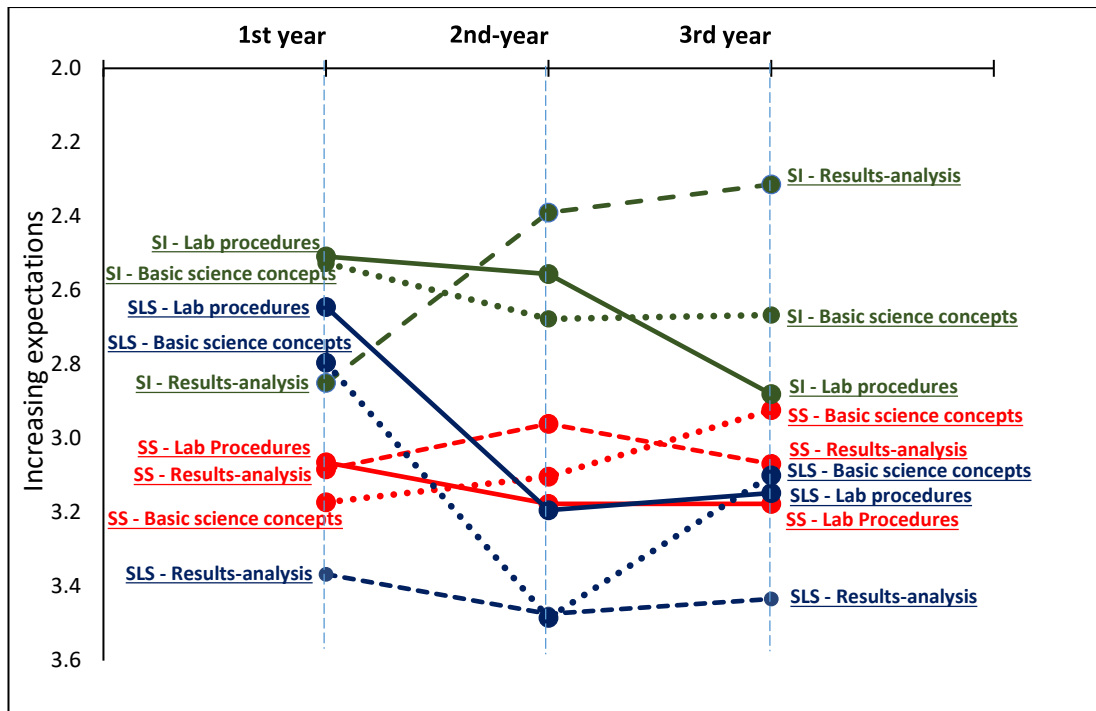 1st year
2nd-year
3rd year
Increasing expectations
2.0
2.2
2.4
2.6
2.8
3.0
3.2
3.4
3.6
SI - Lab procedures
SI - Basic science concepts
SLS - Lab procedures
SLS - Basic science concepts
SI - Results-analysis
SS - Lab Procedures
SS - Results-analysis
SS - Basic science concepts
SLS - Results-analysis
SI - Results-analysis
SI - Basic science concepts
SI - Lab procedures
SS - Basic science concepts
SS - Results-analysis
SLS - Basic science concepts
SLS - Lab procedures
SS - Lab Procedures
SLS - Results-analysis